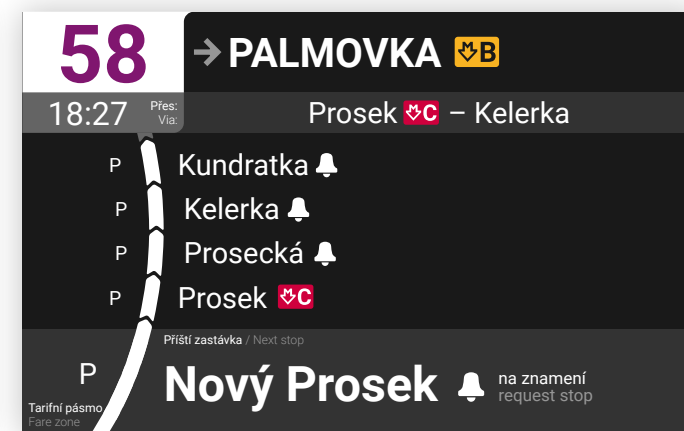 58
→ PALMOVKA B
18:27
Přes:
Via:
Prosek C – Kelerka
P Kundratka
P Kelerka
P Prosecká
P Prosek C
Příští zastávka / Next stop
P
Nový Prosek
na znamení
request stop
Tarifní pásmo
Fare zone